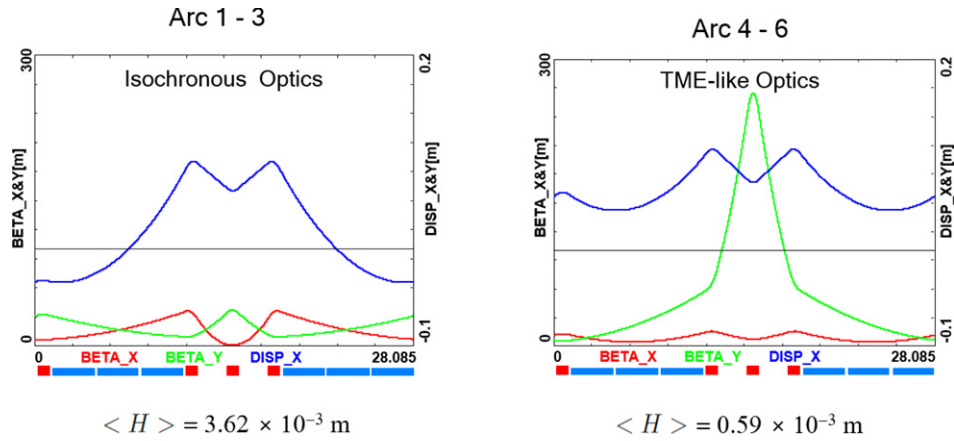 Arc 1 - 3
Isochronous Optics
300
0
BETA_X&Y[m]
0.2
-0.1
DISP_X&Y[m]
0
BETA_X
BETA_Y
DISP_X
28.085
< H > = 3.62 × 10⁻³ m
Arc 4 - 6
TME-like Optics
300
0
BETA_X&Y[m]
0.2
-0.1
DISP_X&Y[m]
0
BETA_X
BETA_Y
DISP_X
28.085
< H > = 0.59 × 10⁻³ m